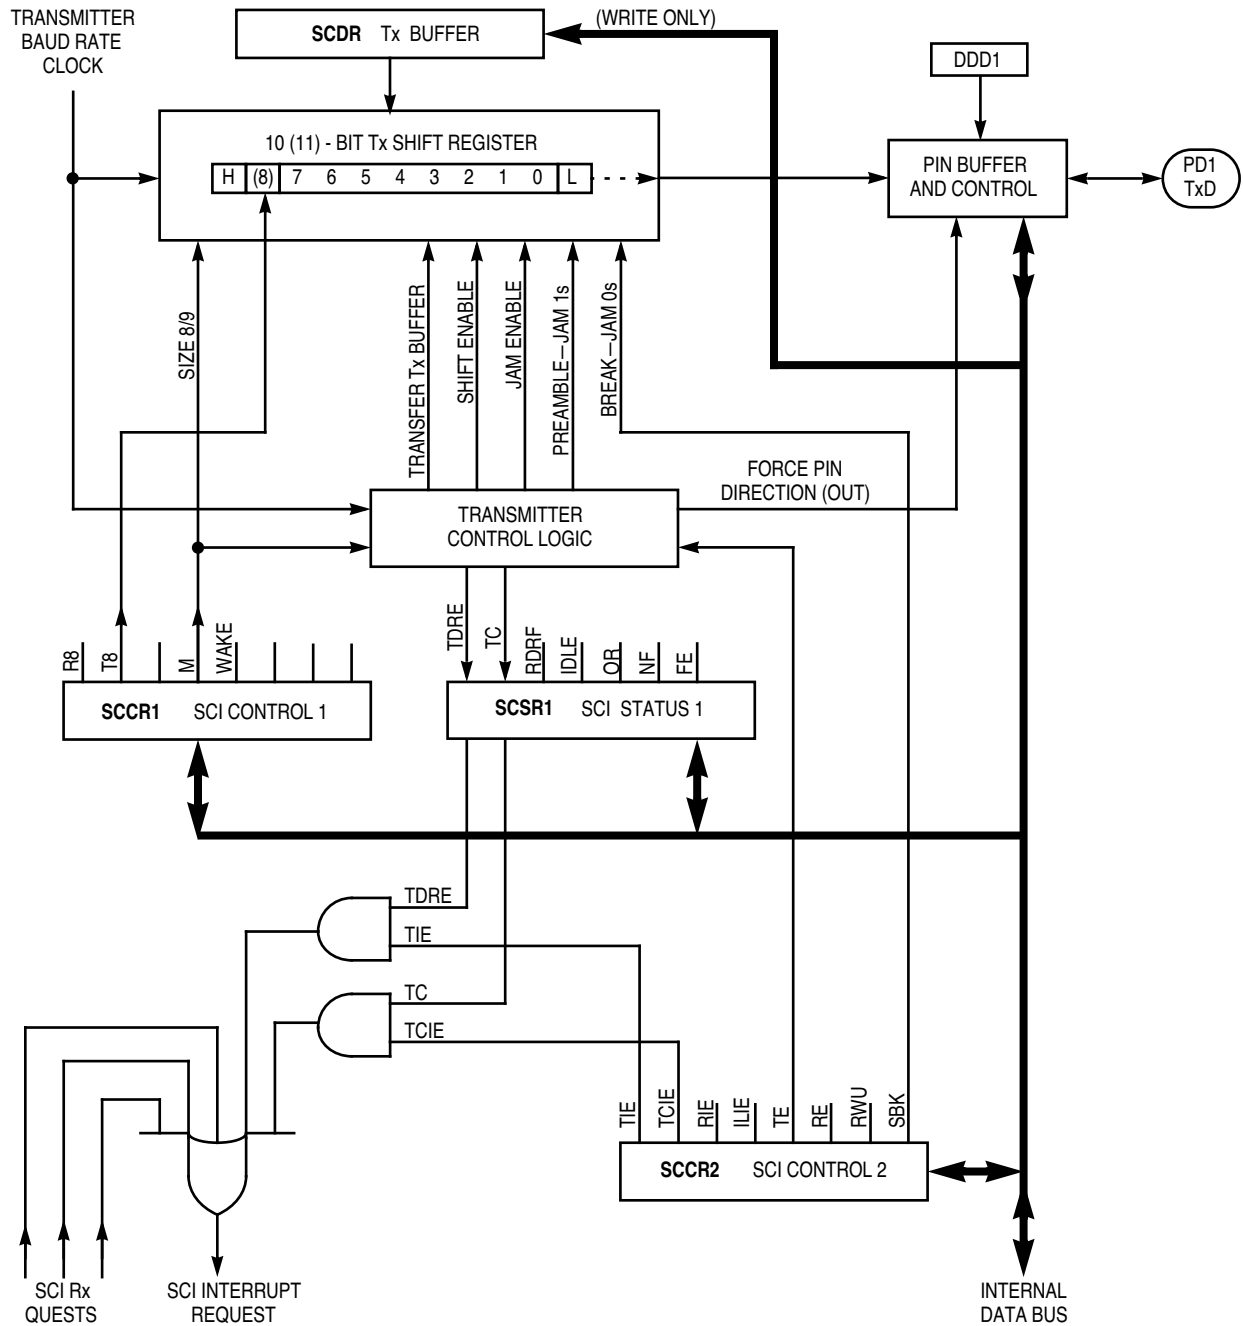 TRANSMITTER
BAUD RATE
CLOCK
SCDR Tx BUFFER
(WRITE ONLY)
DDD1
10 (11) - BIT Tx SHIFT REGISTER
H (8) 7 6 5 4 3 2 1 0 L
PIN BUFFER
AND CONTROL
PD1
TxD
SIZE 8/9
TRANSFER Tx BUFFER
SHIFT ENABLE
JAM ENABLE
PREAMBLE—JAM 1s
BREAK—JAM 0s
FORCE PIN
DIRECTION (OUT)
TRANSMITTER
CONTROL LOGIC
TDRE
TC
R8
T8
M
WAKE
RDRF
IDLE
OR
NF
FE
SCCR1 SCI CONTROL 1
SCSR1 SCI STATUS 1
TDRE
TIE
TC
TCIE
TIE
TCIE
RIE
ILIE
TE
RE
RWU
SBK
SCCR2 SCI CONTROL 2
SCI Rx
QUESTS
SCI INTERRUPT
REQUEST
INTERNAL
DATA BUS